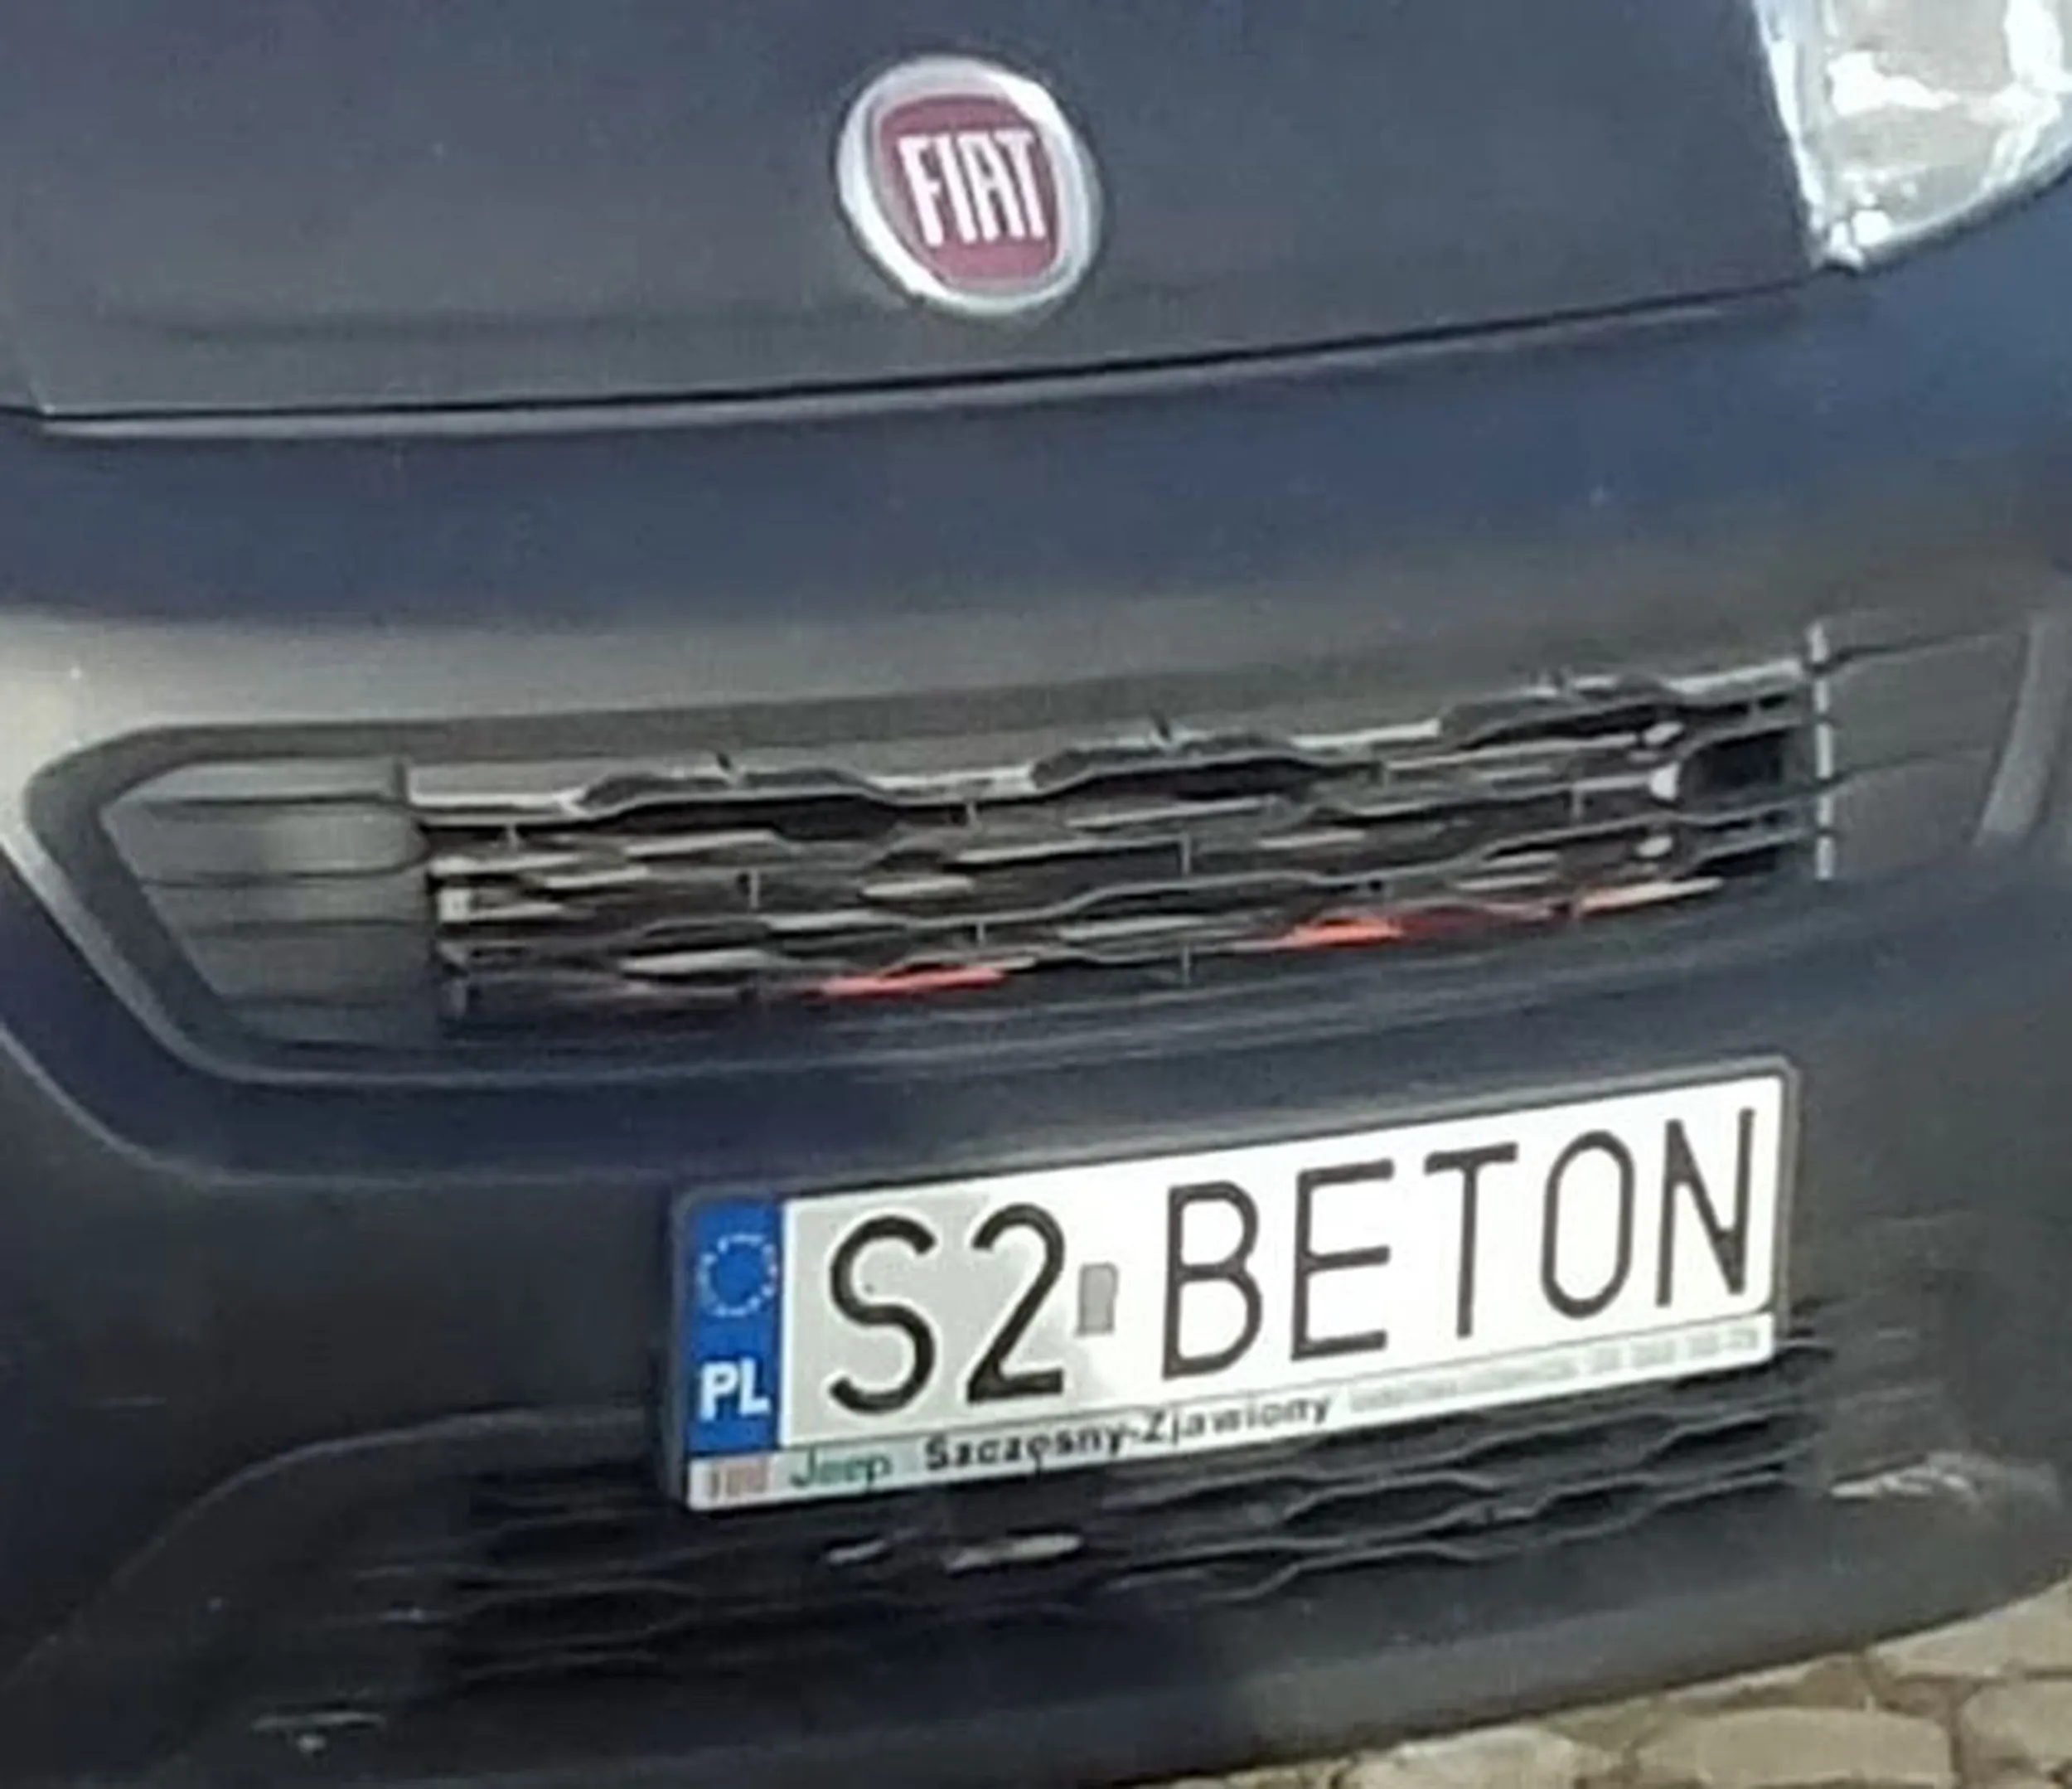 FIAT
S2 BETON
PL
Jeep Szczęsny-Zjawiony